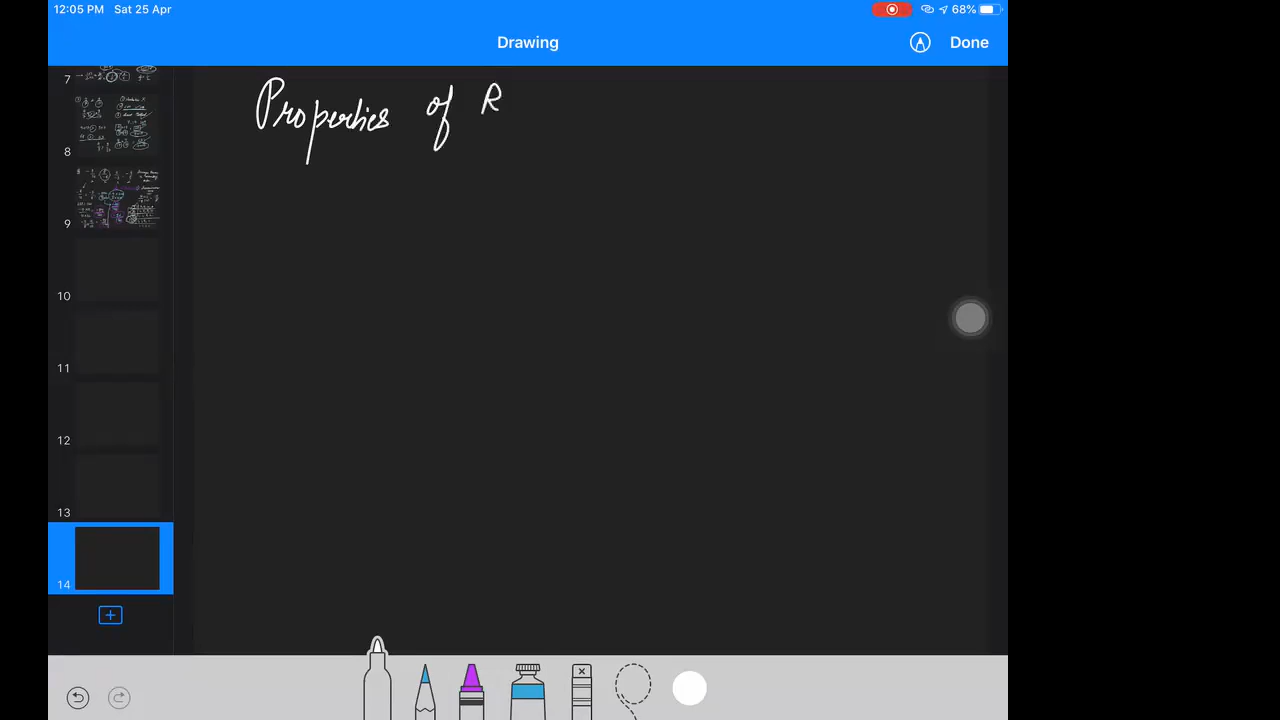 12:05 PM Sat 25 Apr
68%
Drawing
Done
Properties of R
7
8
9
10
11
12
13
14